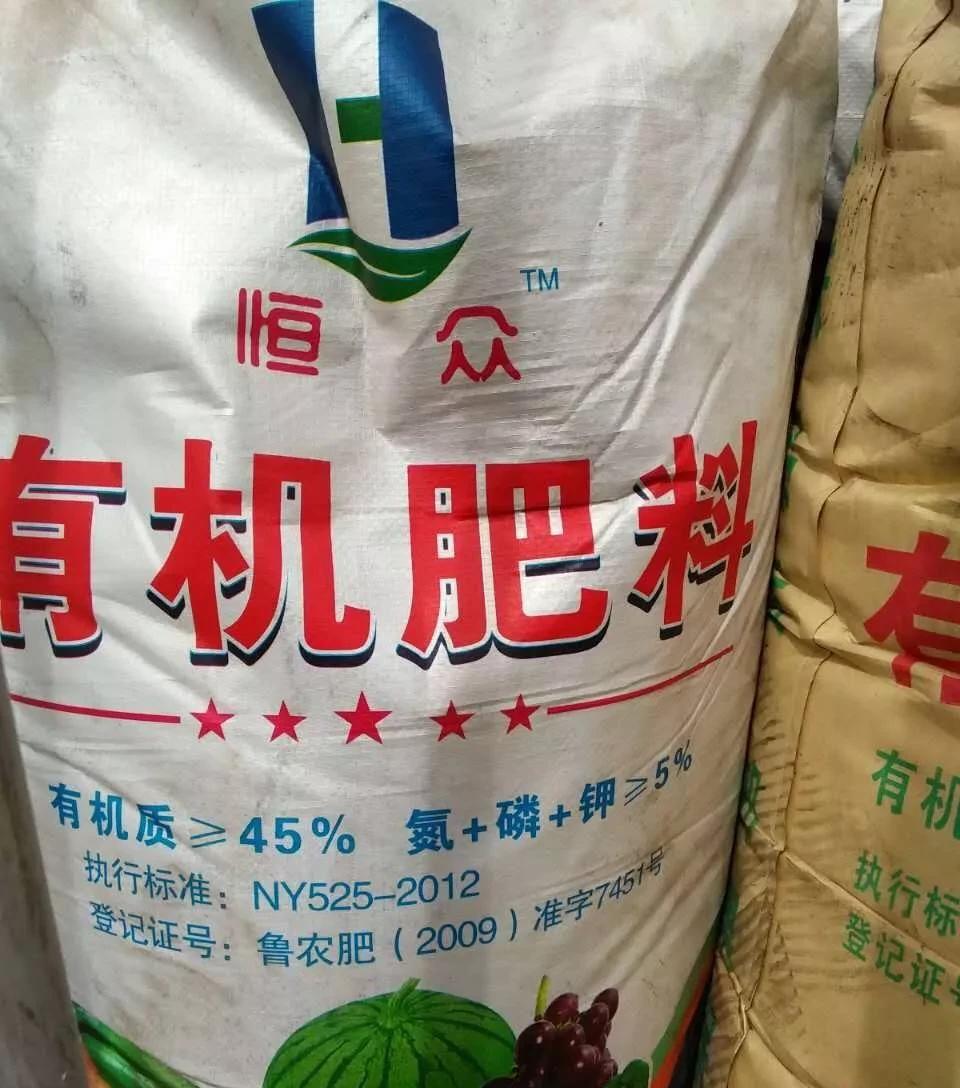 TM
恒众
有机肥料
有机质≥45% 氮+磷+钾≥5%
执行标准：NY525-2012
登记证号：鲁农肥（2009）准字7451号
有
有机
执行标
登记证号